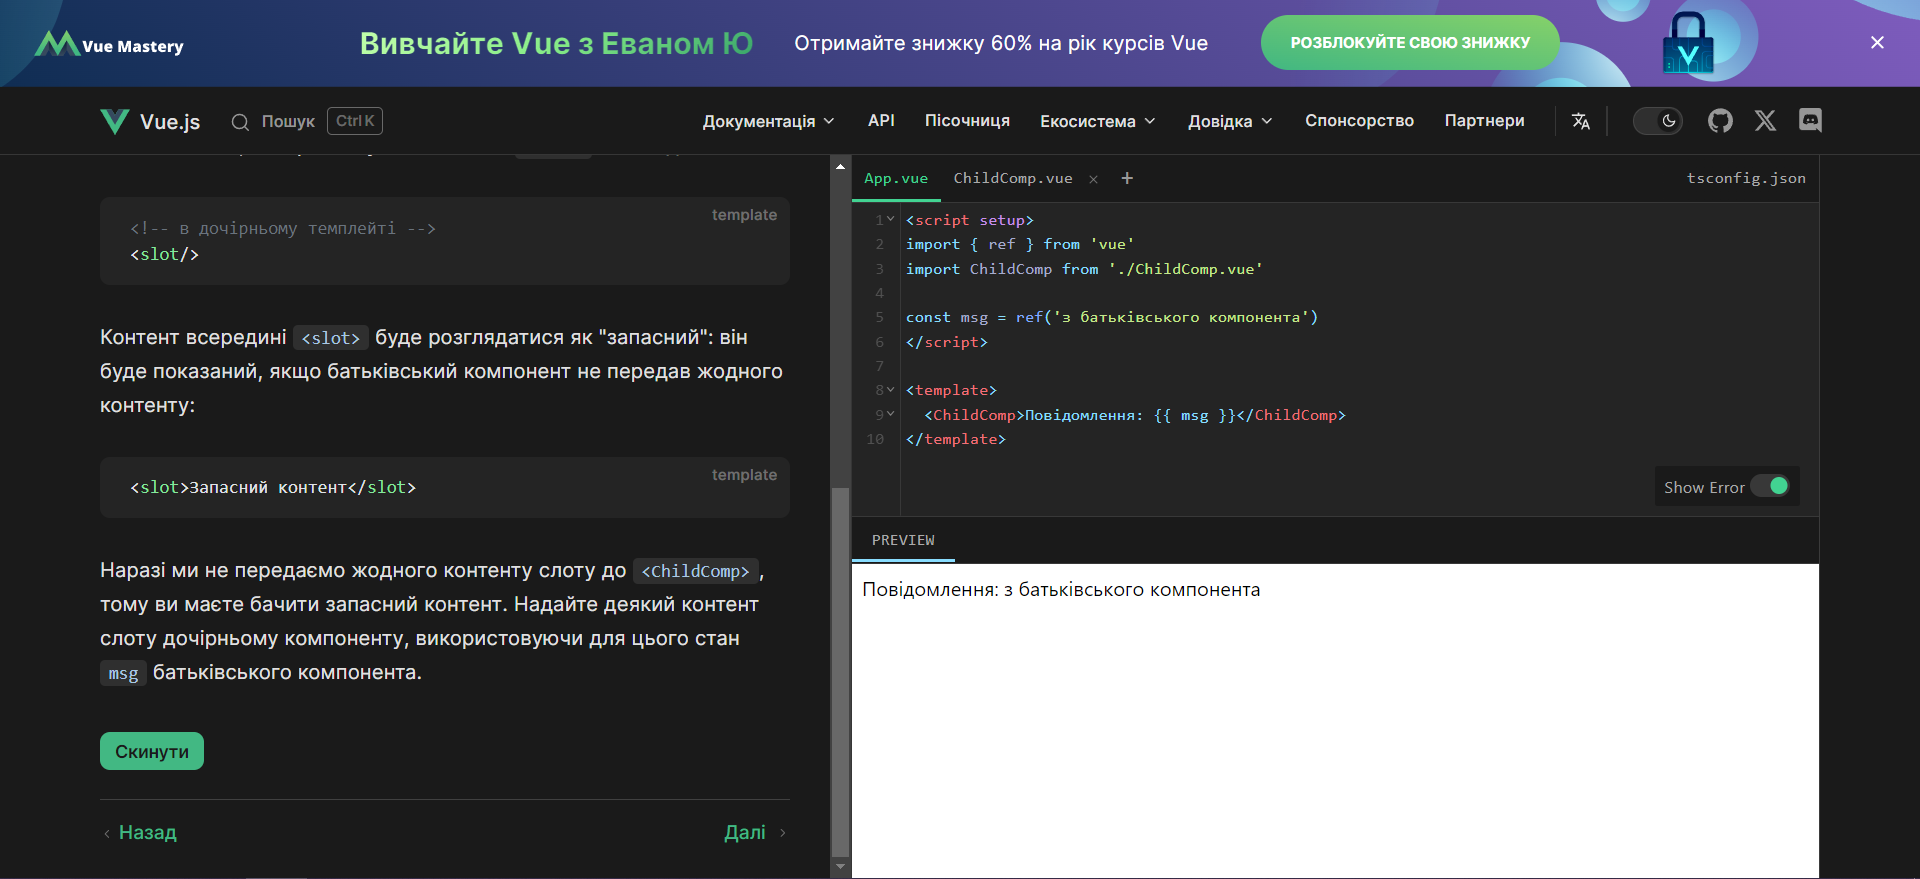 Vue Mastery
Вивчайте Vue з Еваном Ю
Отримайте знижку 60% на рік курсів Vue
РОЗБЛОКУЙТЕ СВОЮ ЗНИЖКУ
Vue.js
Пошук
Ctrl K
Документація
API
Пісочниця
Екосистема
Довідка
Спонсорство
Партнери
template
<!-- в дочірньому темплейті -->
<slot/>
Контент всередині <slot> буде розглядатися як "запасний": він
буде показаний, якщо батьківський компонент не передав жодного
контенту:
template
<slot>Запасний контент</slot>
Наразі ми не передаємо жодного контенту слоту до <ChildComp>,
тому ви маєте бачити запасний контент. Надайте деякий контент
слоту дочірньому компоненту, використовуючи для цього стан
msg батьківського компонента.
Скинути
Назад
Далі
App.vue
ChildComp.vue
tsconfig.json
1 <script setup>
2 import { ref } from 'vue'
3 import ChildComp from './ChildComp.vue'
4
5 const msg = ref('з батьківського компонента')
6 </script>
7
8 <template>
9 <ChildComp>Повідомлення: {{ msg }}</ChildComp>
10 </template>
Show Error
PREVIEW
Повідомлення: з батьківського компонента